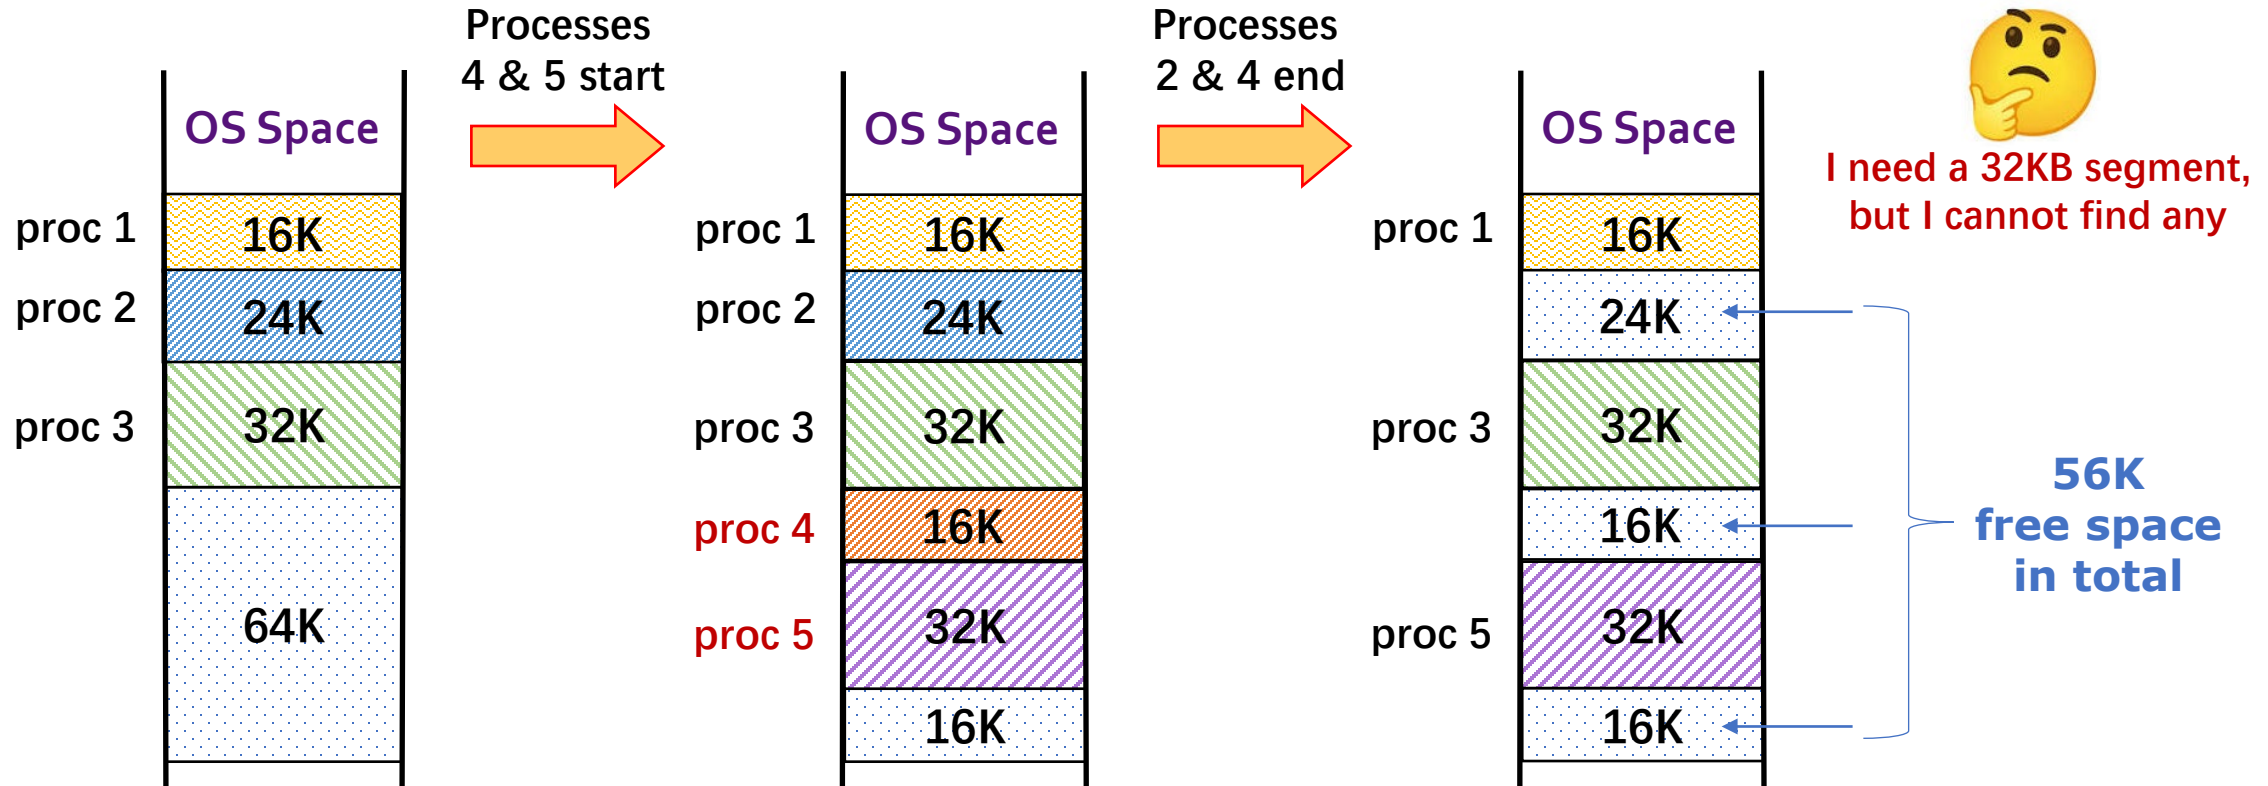 Processes
4 & 5 start
Processes
2 & 4 end
OS Space
proc 1
16K
proc 2
24K
proc 3
32K
64K
OS Space
proc 1
16K
proc 2
24K
proc 3
32K
proc 4
16K
proc 5
32K
16K
OS Space
proc 1
16K
24K
proc 3
32K
16K
proc 5
32K
16K
I need a 32KB segment,
but I cannot find any
56K
free space
in total